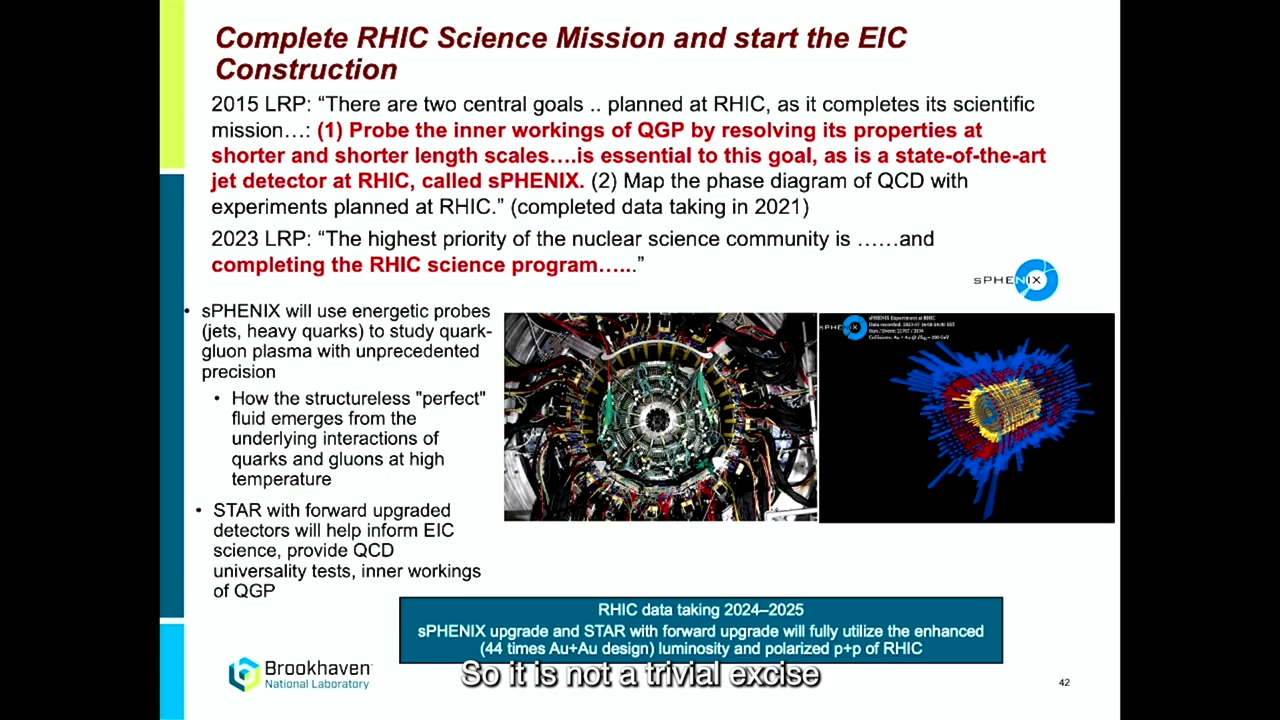 Complete RHIC Science Mission and start the EIC
Construction
2015 LRP: “There are two central goals .. planned at RHIC, as it completes its scientific
mission…: (1) Probe the inner workings of QGP by resolving its properties at
shorter and shorter length scales….is essential to this goal, as is a state-of-the-art
jet detector at RHIC, called sPHENIX. (2) Map the phase diagram of QCD with
experiments planned at RHIC.” (completed data taking in 2021)
2023 LRP: “The highest priority of the nuclear science community is ……and
completing the RHIC science program…...”
sPHENIX
• sPHENIX will use energetic probes
(jets, heavy quarks) to study quark-
gluon plasma with unprecedented
precision
• How the structureless "perfect"
fluid emerges from the
underlying interactions of
quarks and gluons at high
temperature
• STAR with forward upgraded
detectors will help inform EIC
science, provide QCD
universality tests, inner workings
of QGP
sPHENIX
sPHENIX Experiment at RHIC
RHIC data taking 2024–2025
sPHENIX upgrade and STAR with forward upgrade will fully utilize the enhanced
(44 times Au+Au design) luminosity and polarized p+p of RHIC
Brookhaven
National Laboratory
So it is not a trivial excise
42